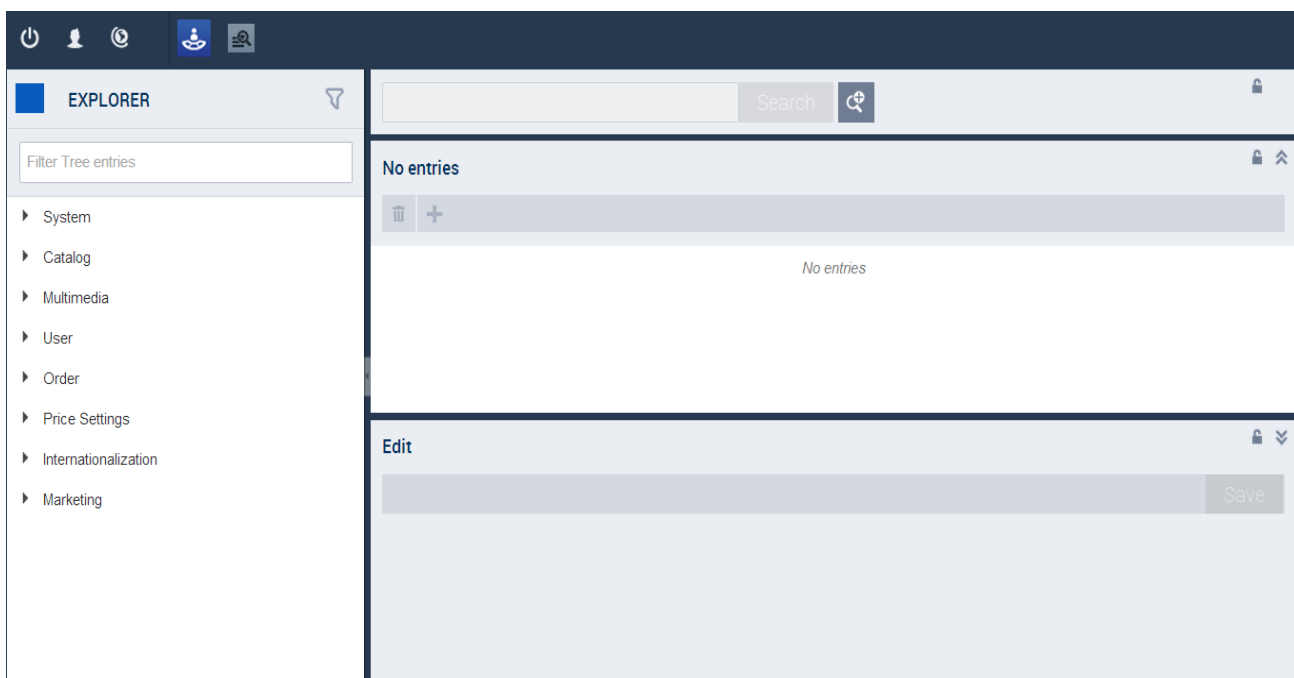 EXPLORER
Search
Filter Tree entries
No entries
System
Catalog
No entries
Multimedia
User
Order
Price Settings
Edit
Internationalization
Marketing
Save